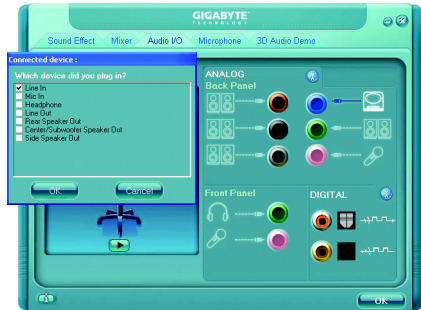 GIGABYTE
TECHNOLOGY
Sound Effect Mixer Audio I/O Microphone 3D Audio Demo
Connected device :
Which device did you plug in?
Line In
Mic In
Headphone
Line Out
Rear Speaker Out
Center/Subwoofer Speaker Out
Side Speaker Out
OK Cancel
ANALOG
Back Panel
Front Panel
DIGITAL
OK